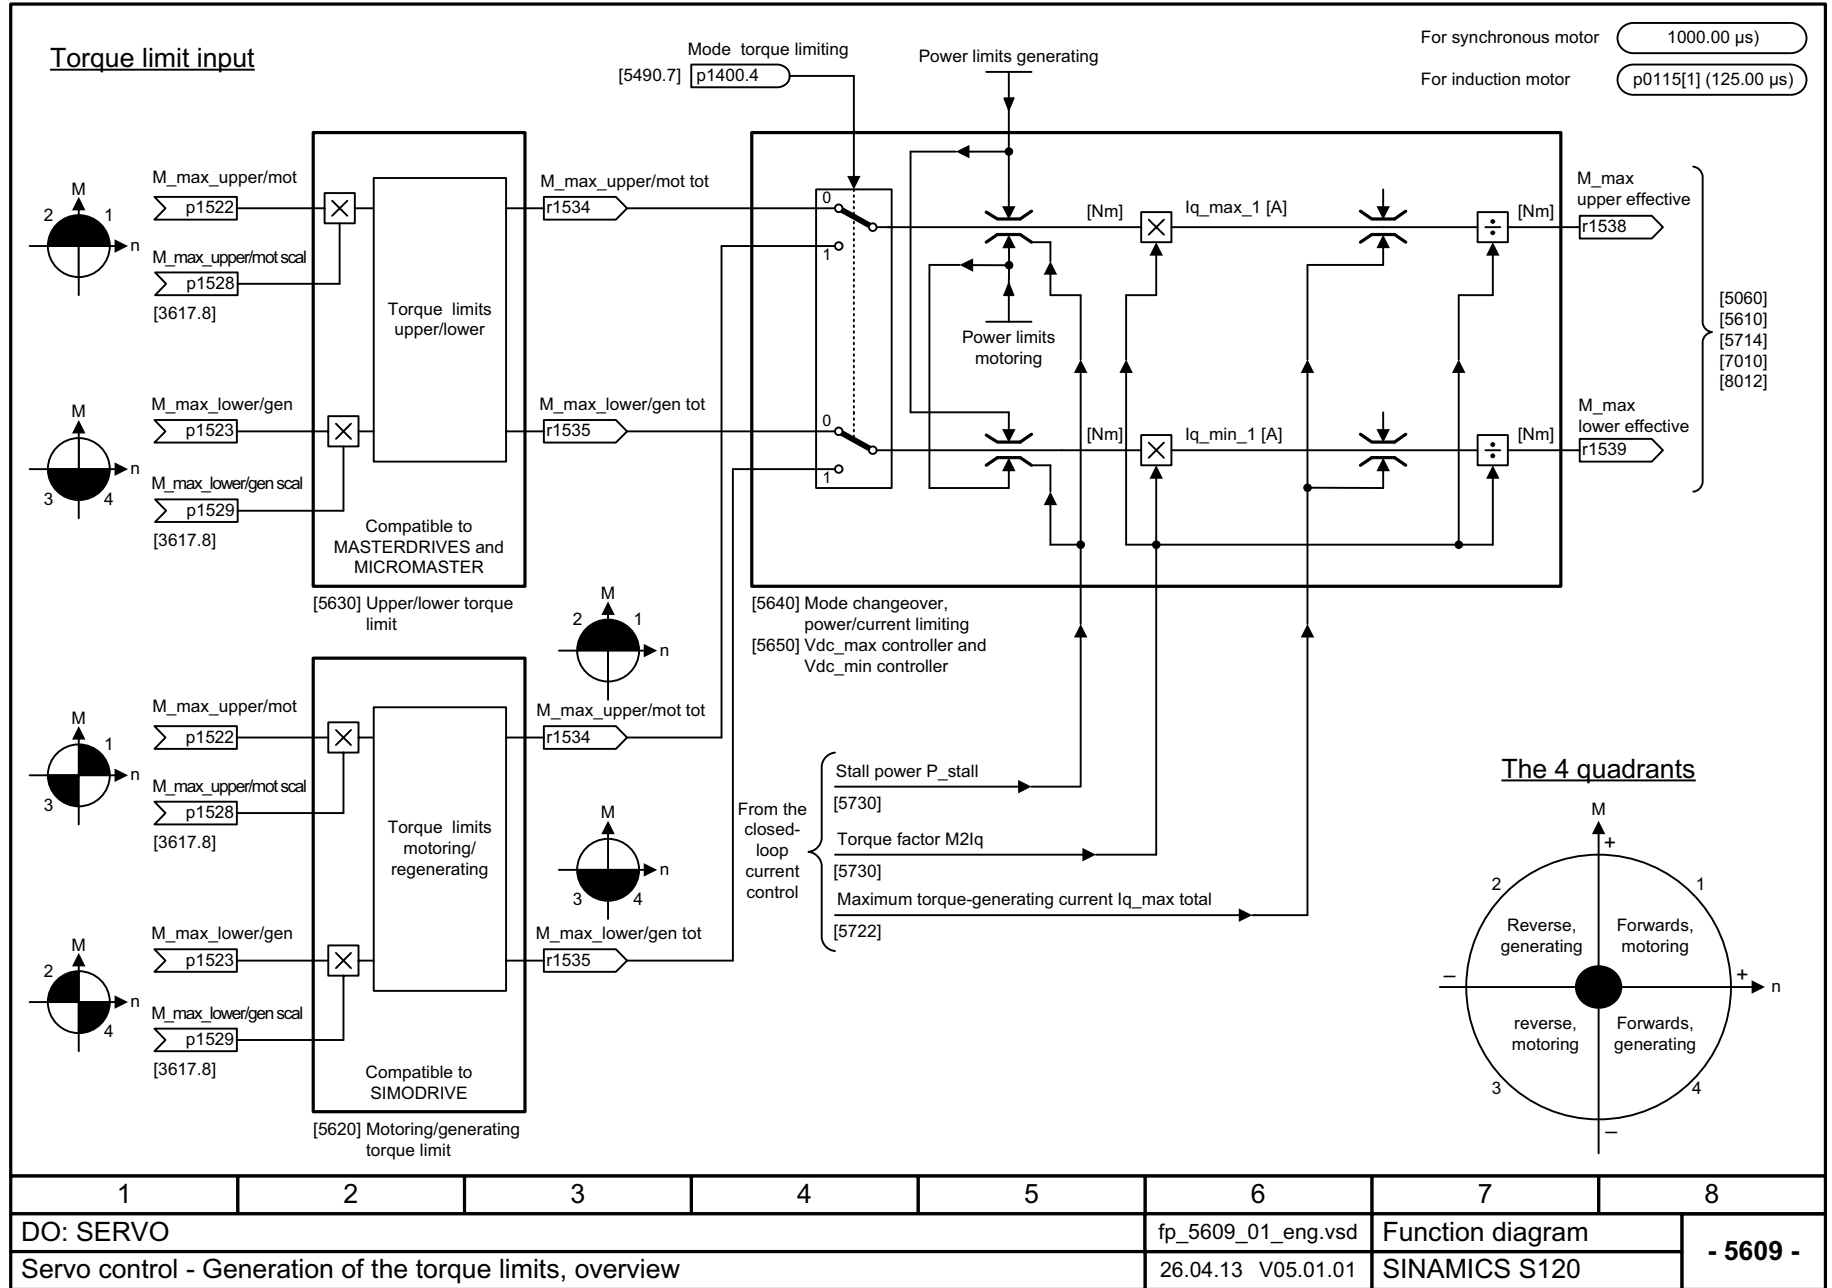 Torque limit input
Mode torque limiting
[5490.7] p1400.4
Power limits generating
For synchronous motor 1000.00 µs)
For induction motor p0115[1] (125.00 µs)
M
2 1
n
M_max_upper/mot
p1522
M_max_upper/mot scal
p1528
[3617.8]
Torque limits
upper/lower
M_max_upper/mot tot
r1534
0
1
[Nm]
Iq_max_1 [A]
[Nm]
M_max
upper effective
r1538
Power limits
motoring
[5060]
[5610]
[5714]
[7010]
[8012]
M
n
3 4
M_max_lower/gen
p1523
M_max_lower/gen scal
p1529
[3617.8]
M_max_lower/gen tot
r1535
0
1
[Nm]
Iq_min_1 [A]
[Nm]
M_max
lower effective
r1539
Compatible to
MASTERDRIVES and
MICROMASTER
[5630] Upper/lower torque
limit
M
2 1
n
[5640] Mode changeover,
power/current limiting
[5650] Vdc_max controller and
Vdc_min controller
M
1
n
3
M_max_upper/mot
p1522
M_max_upper/mot scal
p1528
[3617.8]
Torque limits
motoring/
regenerating
M_max_upper/mot tot
r1534
M
n
3 4
From the
closed-
loop
current
control
Stall power P_stall
[5730]
Torque factor M2Iq
[5730]
Maximum torque-generating current Iq_max total
[5722]
M
2
n
4
M_max_lower/gen
p1523
M_max_lower/gen scal
p1529
[3617.8]
M_max_lower/gen tot
r1535
Compatible to
SIMODRIVE
[5620] Motoring/generating
torque limit
The 4 quadrants
M
+
2 1
Reverse,
generating
Forwards,
motoring
– + n
reverse,
motoring
Forwards,
generating
3 4
–
1 2 3 4 5 6 7 8
DO: SERVO
fp_5609_01_eng.vsd
Function diagram
- 5609 -
Servo control - Generation of the torque limits, overview
26.04.13 V05.01.01
SINAMICS S120